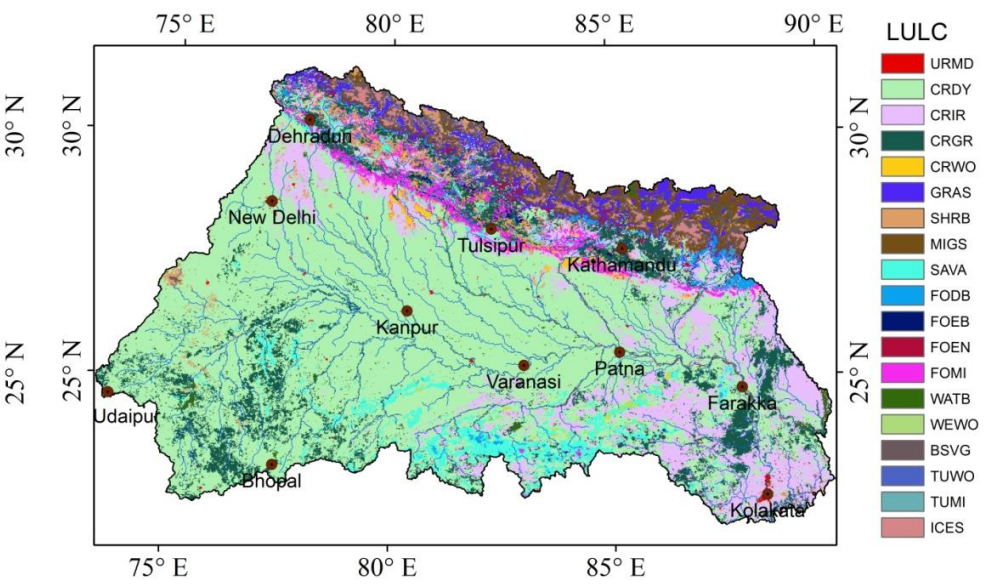 75° E 80° E 85° E 90° E
LULC
URMD
CRDY
CRIR
CRGR
CRWO
GRAS
SHRB
MIGS
SAVA
FODB
FOEB
FOEN
FOMI
WATB
WEWO
BSVG
TUWO
TUMI
ICES
30° N 30° N 30° N
Dehradun
New Delhi
Tulsipur
Kathamandu
Kanpur
25° N 25° N 25° N
Varanasi
Patna
Farakka
Udaipur
Bhopal
Kolakata
75° E 80° E 85° E